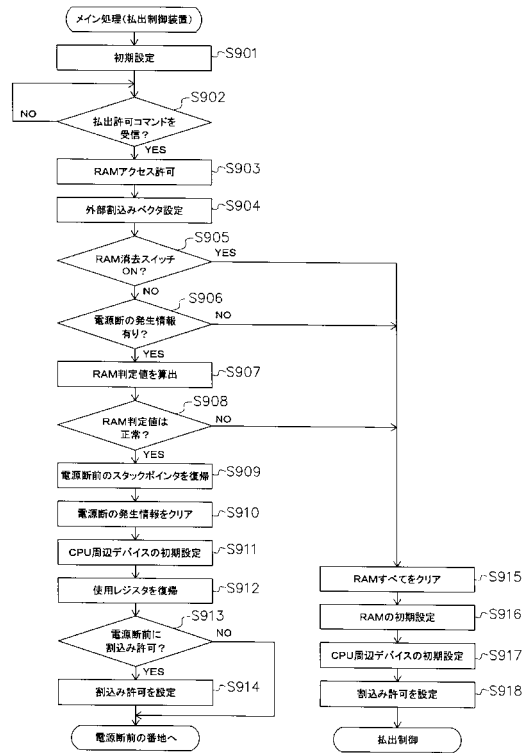 メイン処理(払出制御装置)
初期設定
S901
S902
NO
払出許可コマンドを
受信?
YES
RAMアクセス許可
S903
外部割込みベクタ設定
S904
S905
RAM消去スイッチ
ON?
YES
NO
S906
電源断の発生情報
有り?
NO
YES
RAM判定値を算出
S907
S908
RAM判定値は
正常?
NO
YES
電源断前のスタックポインタを復帰
S909
電源断の発生情報をクリア
S910
CPU周辺デバイスの初期設定
S911
使用レジスタを復帰
S912
S913
電源断前に
割込み許可?
NO
YES
割込み許可を設定
S914
電源断前の番地へ
RAMすべてをクリア
S915
RAMの初期設定
S916
CPU周辺デバイスの初期設定
S917
割込み許可を設定
S918
払出制御